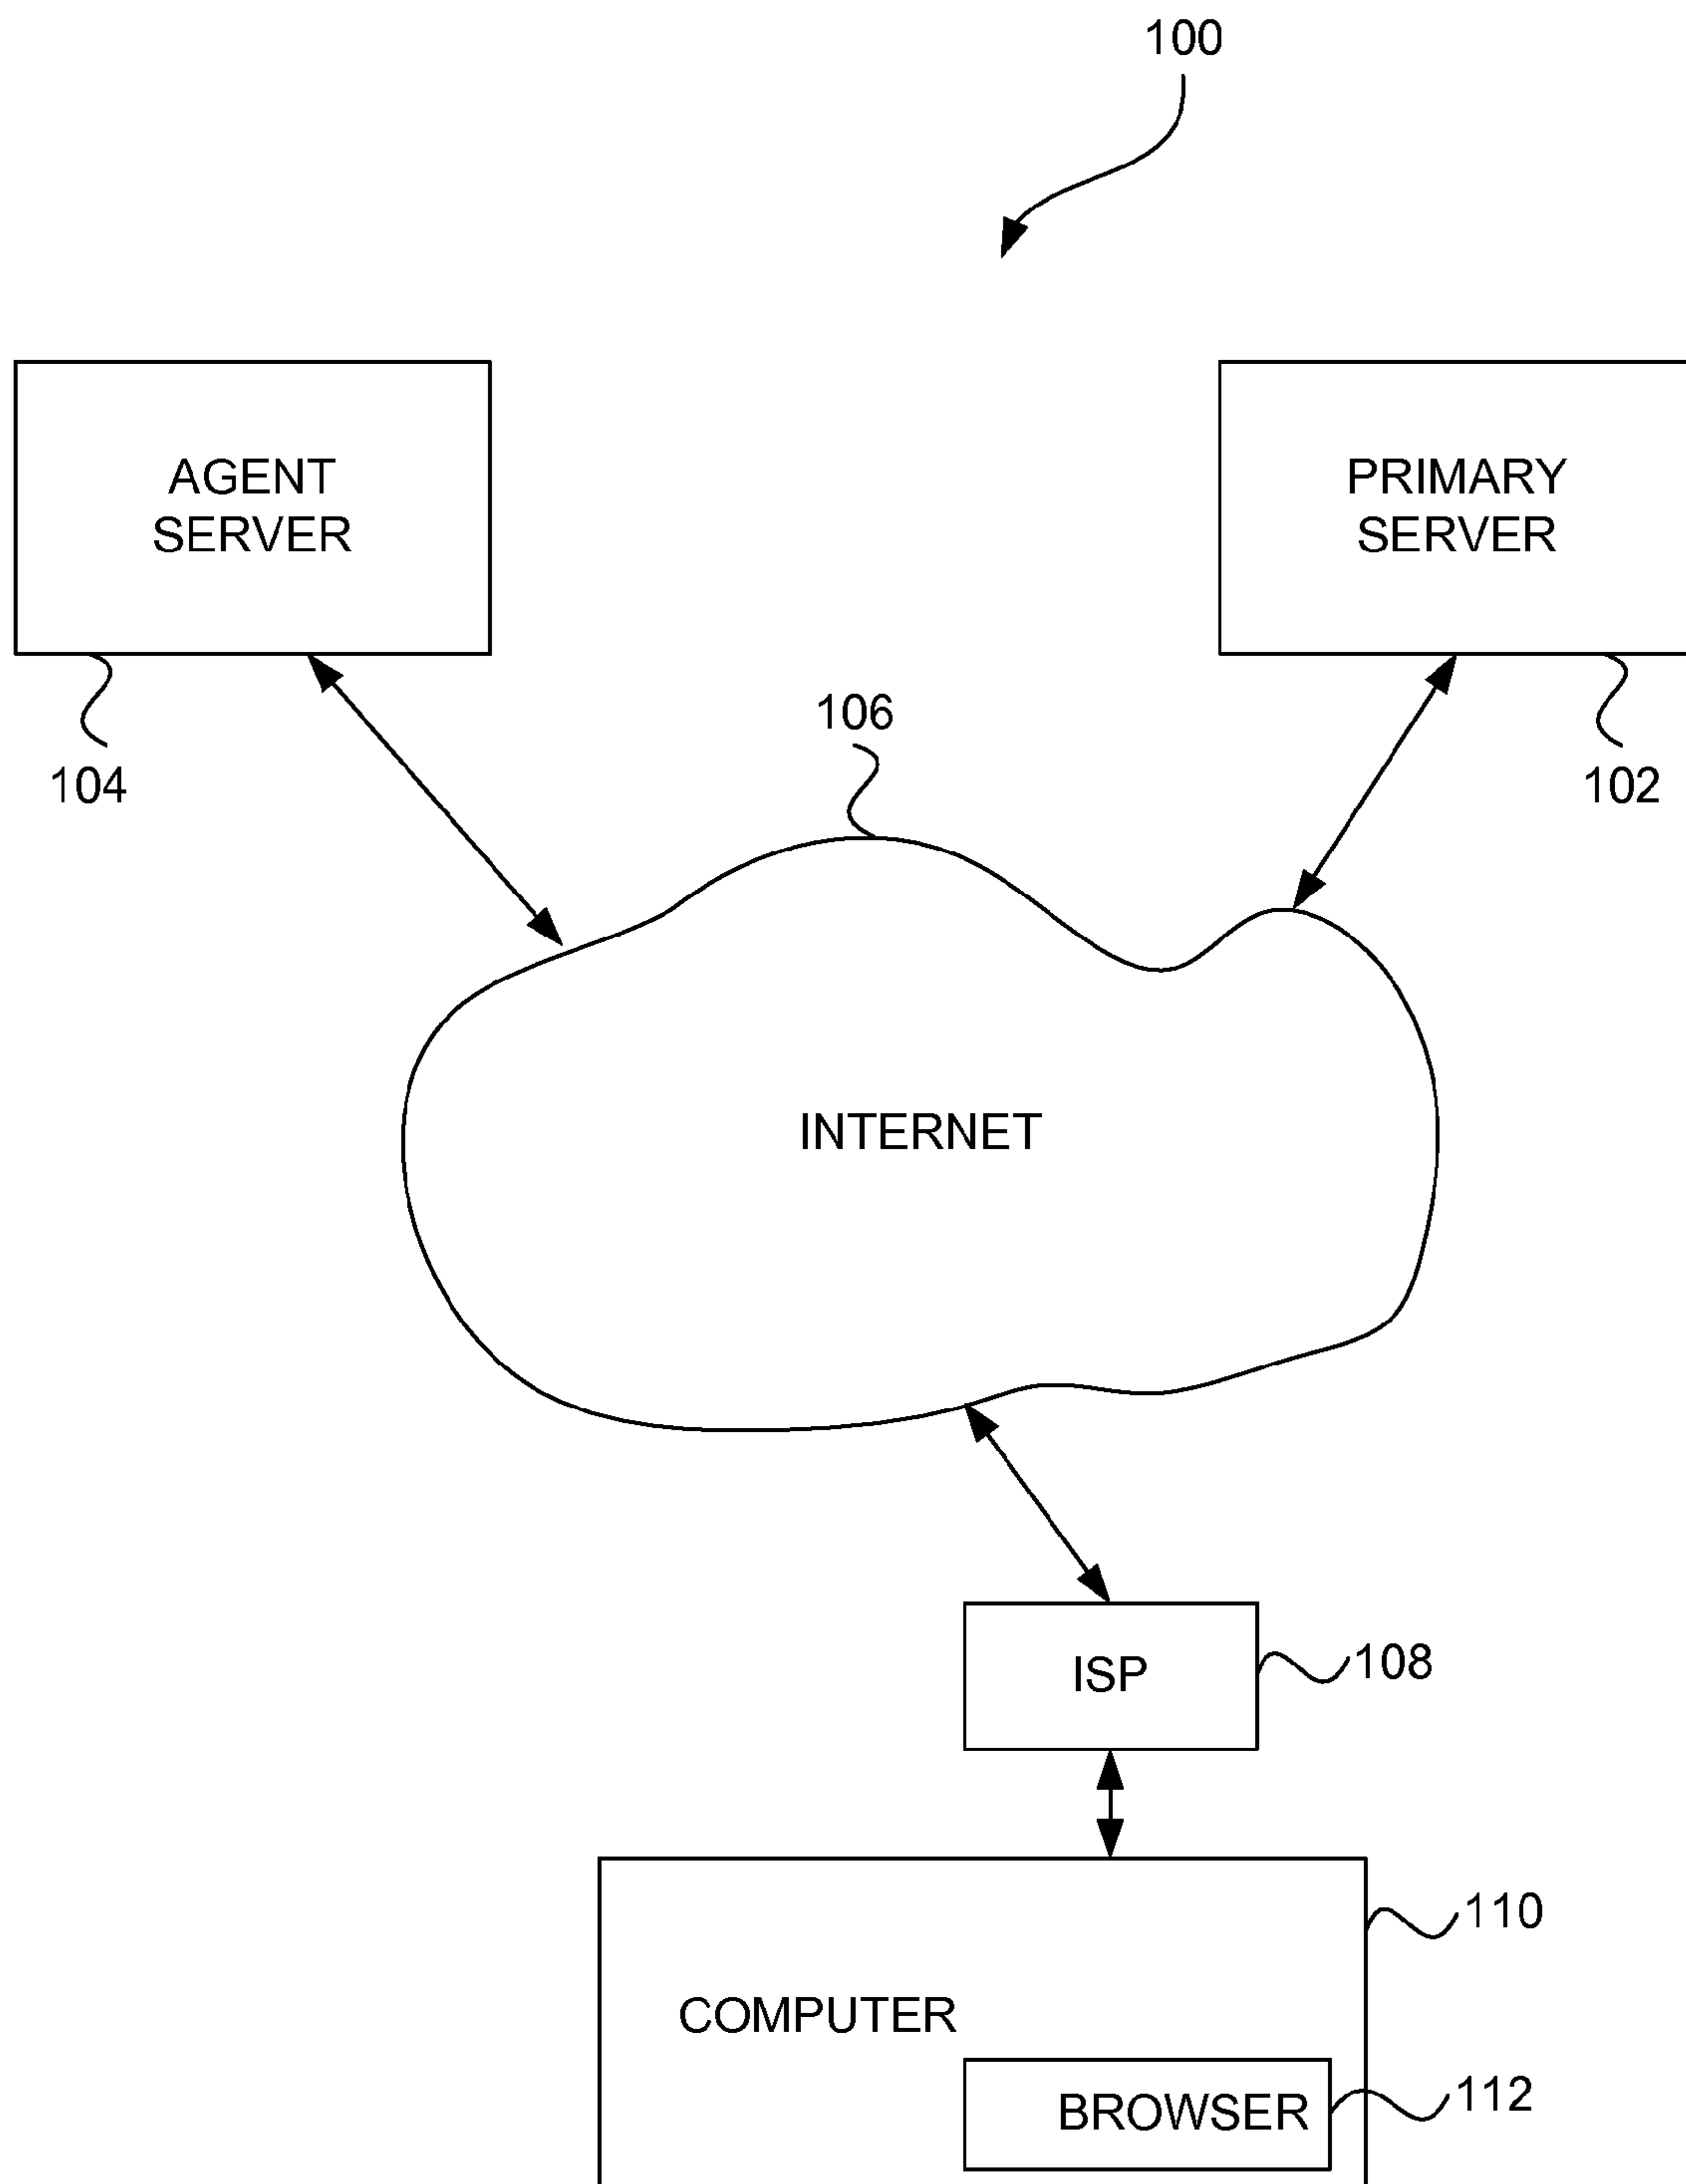 100
AGENT
SERVER
PRIMARY
SERVER
106
104
102
INTERNET
ISP
108
110
COMPUTER
BROWSER
112